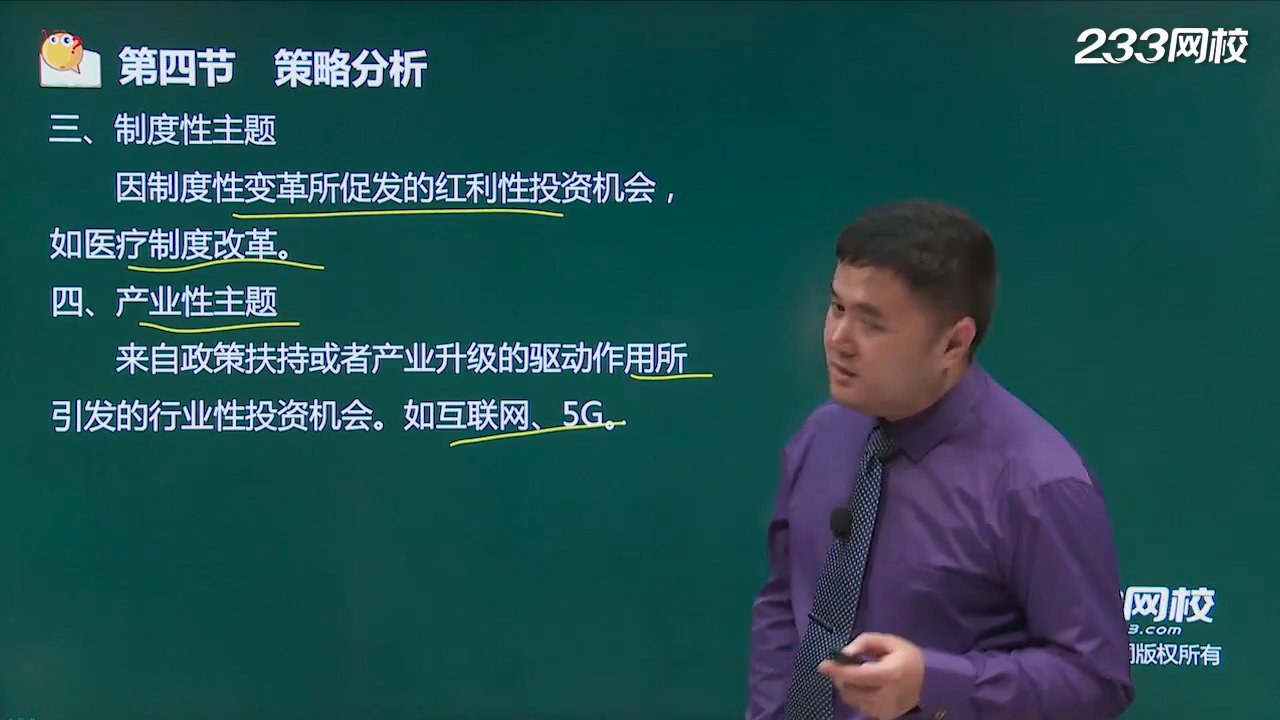 第四节 策略分析
233网校
三、制度性主题
因制度性变革所促发的红利性投资机会，
如医疗制度改革。
四、产业性主题
来自政策扶持或者产业升级的驱动作用所
引发的行业性投资机会。如互联网、5G。
网校
3.com
版权所有